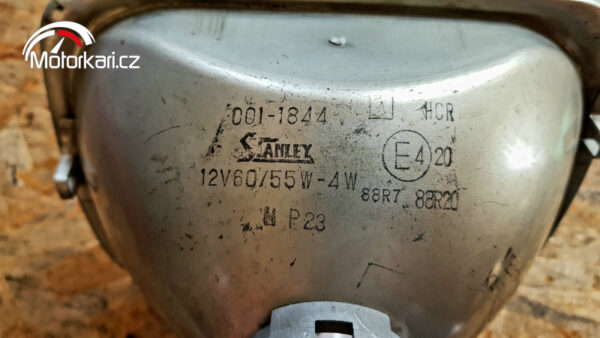 Motorkari.cz
001-1844 A HCR
STANLEY
E4 20
12V60/55W-4W
88R7 88R20
P23